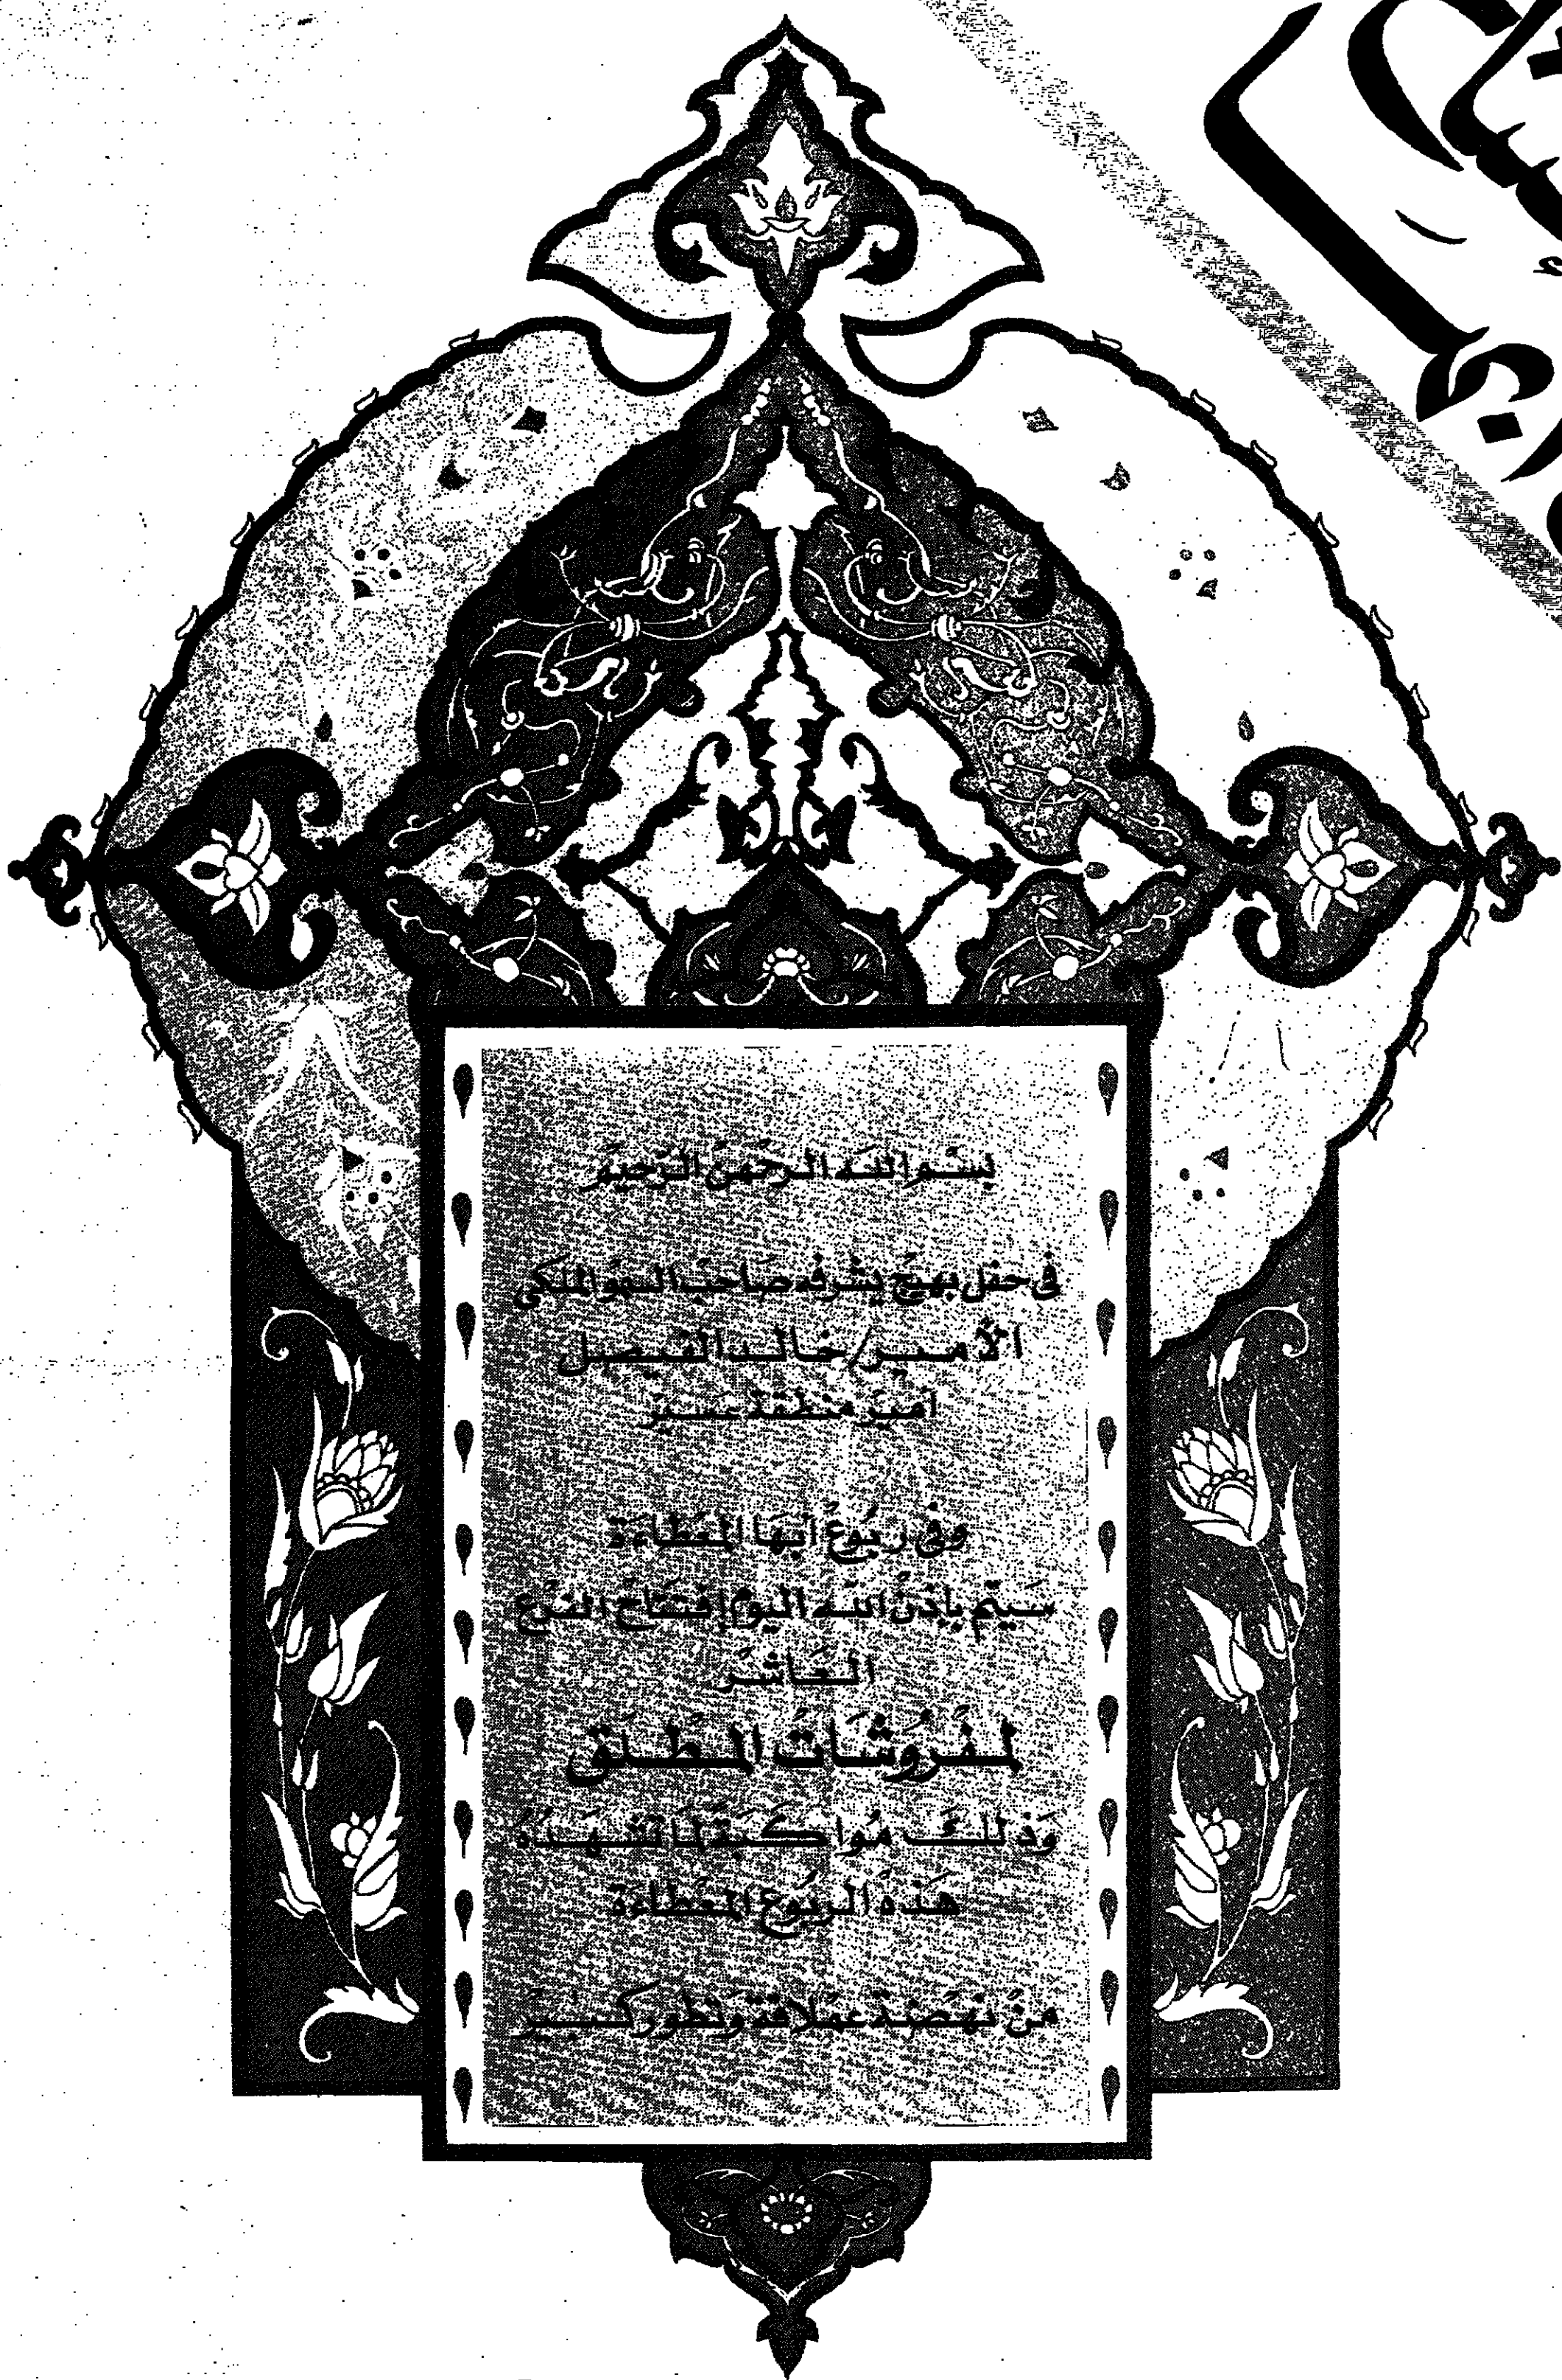 بسم الله الرحمن الرحيم
في حفل بهيج يشرفه صاحب السمو الملكي
الأمير/خالد الفيصل
أمير منطقة عسير
وفي ربوع أبها المعطاءة
سيتم بإذن الله اليوم إفتتاح الفرع
العاشر
لمفروشات المطلق
وذلك مواكبة لما تشهده
هذه الربوع المعطاءة
من نهضة عملاقة وتطور كبير